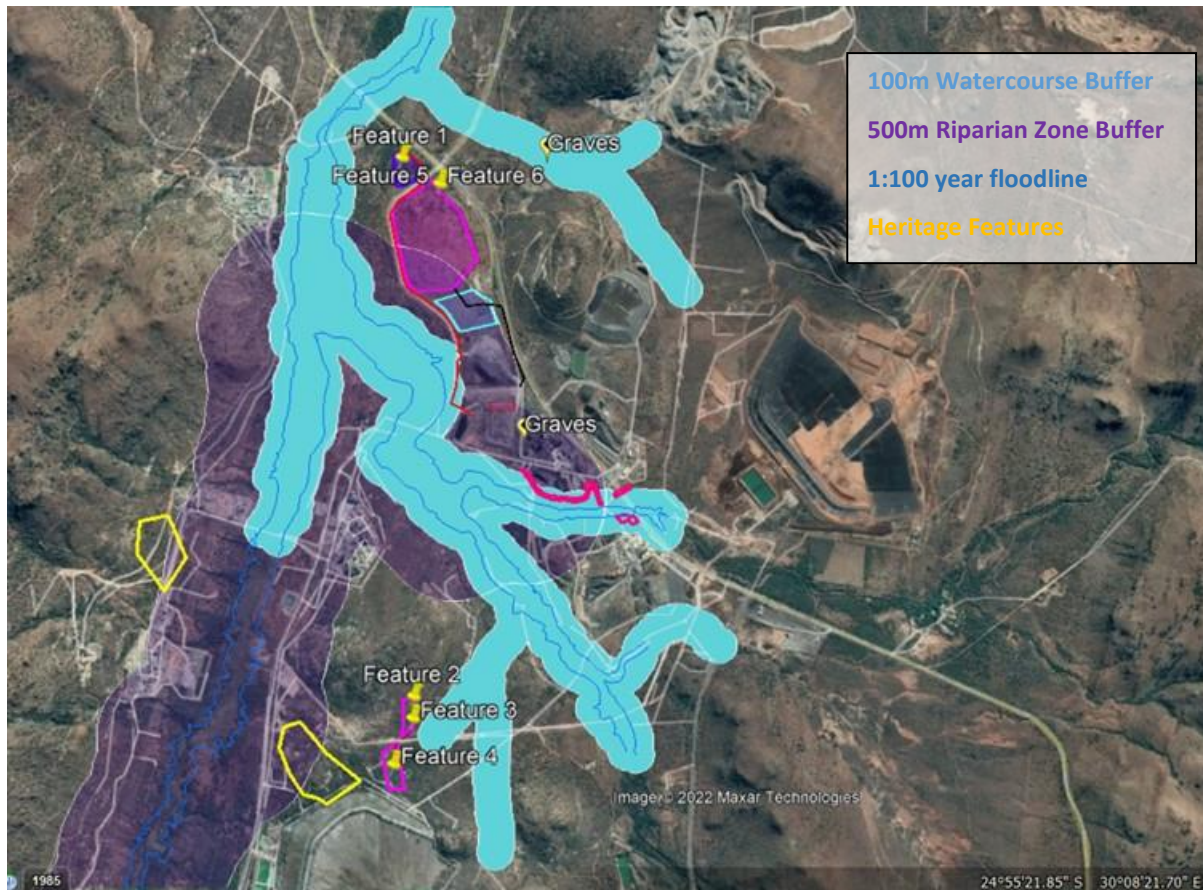 100m Watercourse Buffer
500m Riparian Zone Buffer
1:100 year floodline
Heritage Features
Feature 1
Graves
Feature 5
Feature 6
Graves
Feature 2
Feature 3
Feature 4
Image © 2022 Maxar Technologies
1985
24°55'21.85" S 30°08'21.70" E